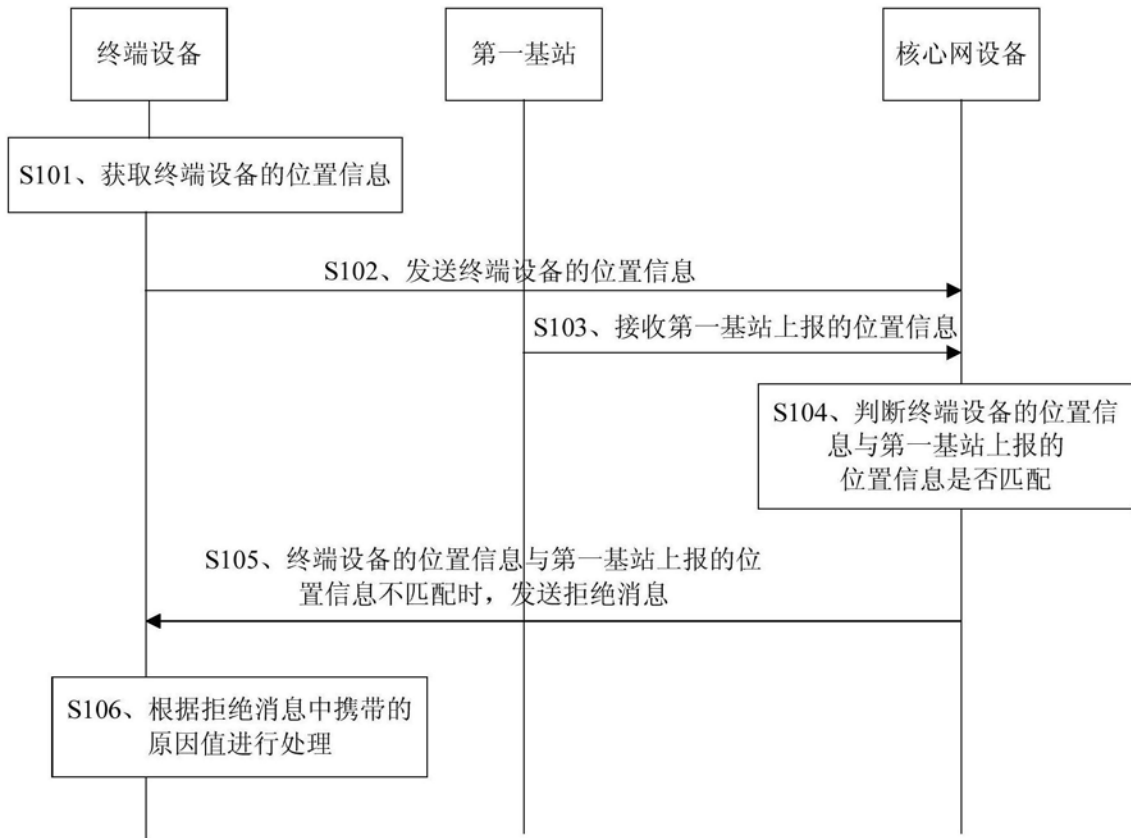 终端设备
第一基站
核心网设备
S101、获取终端设备的位置信息
S102、发送终端设备的位置信息
S103、接收第一基站上报的位置信息
S104、判断终端设备的位置信
息与第一基站上报的
位置信息是否匹配
S105、终端设备的位置信息与第一基站上报的位
置信息不匹配时，发送拒绝消息
S106、根据拒绝消息中携带的
原因值进行处理